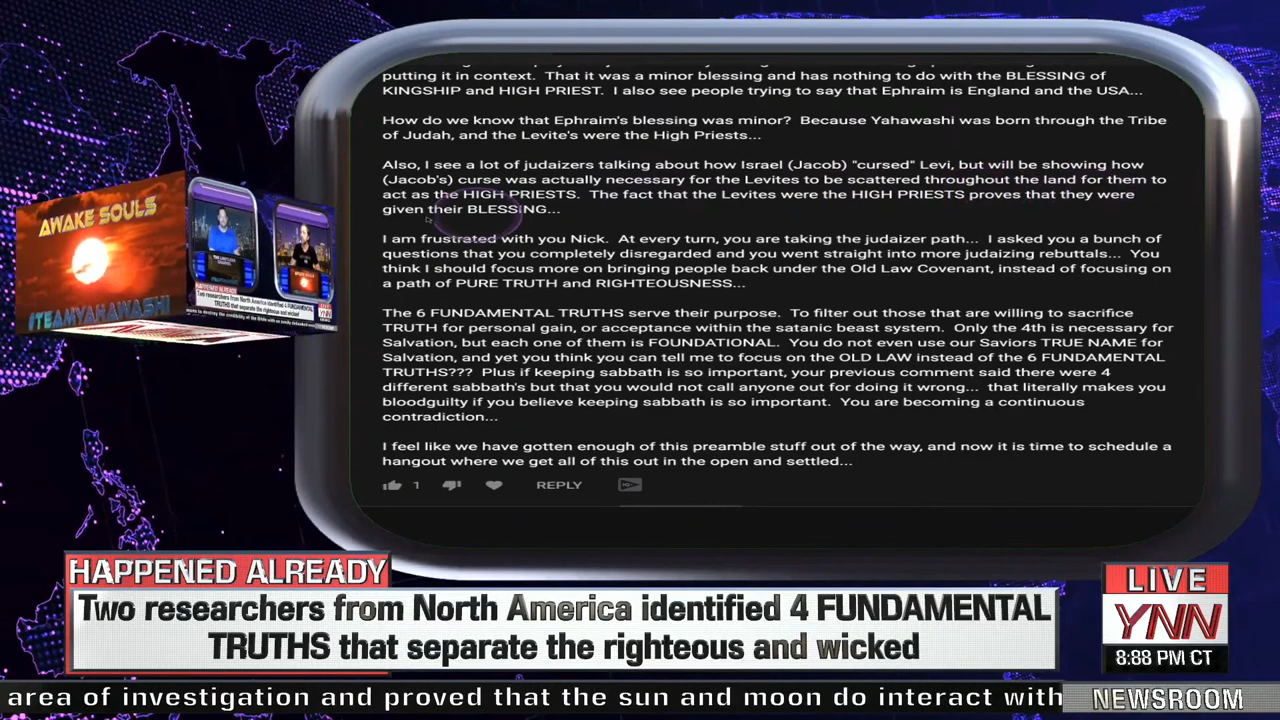 putting it in context. That it was a minor blessing and has nothing to do with the BLESSING of
KINGSHIP and HIGH PRIEST. I also see people trying to say that Ephraim is England and the USA...
How do we know that Ephraim's blessing was minor? Because Yahawashi was born through the Tribe
of Judah, and the Levite's were the High Priests...
Also, I see a lot of judaizers talking about how Israel (Jacob) "cursed" Levi, but will be showing how
(Jacob's) curse was actually necessary for the Levites to be scattered throughout the land for them to
act as the HIGH PRIESTS. The fact that the Levites were the HIGH PRIESTS proves that they were
given their BLESSING...
I am frustrated with you Nick. At every turn, you are taking the judaizer path... I asked you a bunch of
questions that you completely disregarded and you went straight into more judaizing rebuttals... You
think I should focus more on bringing people back under the Old Law Covenant, instead of focusing on
a path of PURE TRUTH and RIGHTEOUSNESS...
The 6 FUNDAMENTAL TRUTHS serve their purpose. To filter out those that are willing to sacrifice
TRUTH for personal gain, or acceptance within the satanic beast system. Only the 4th is necessary for
Salvation, but each one of them is FOUNDATIONAL. You do not even use our Saviors TRUE NAME for
Salvation, and yet you think you can tell me to focus on the OLD LAW instead of the 6 FUNDAMENTAL
TRUTHS??? Plus if keeping sabbath is so important, your previous comment said there were 4
different sabbath's but that you would not call anyone out for doing it wrong... that literally makes you
bloodguilty if you believe keeping sabbath is so important. You are becoming a continuous
contradiction...
I feel like we have gotten enough of this preamble stuff out of the way, and now it is time to schedule a
hangout where we get all of this out in the open and settled...
1 REPLY
AWAKE SOULS
#TEAMYAHAWASHI
HAPPENED ALREADY
Two researchers from North America identified 4 FUNDAMENTAL
TRUTHS that separate the righteous and wicked
HAPPENED ALREADY
Two researchers from North America identified 4 FUNDAMENTAL
TRUTHS that separate the righteous and wicked
LIVE
YNN
8:88 PM CT
area of investigation and proved that the sun and moon do interact with
NEWSROOM